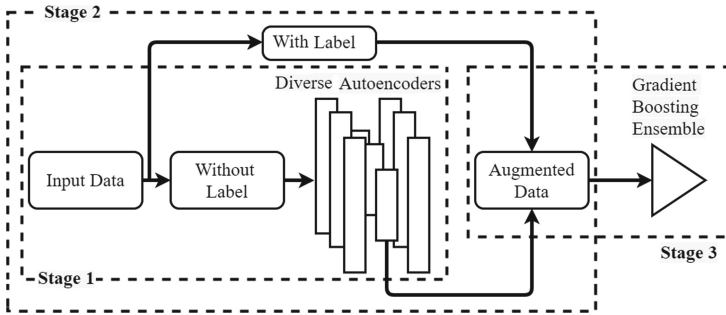 Stage 2
With Label
Diverse Autoencoders
Gradient
Boosting
Ensemble
Input Data
Without
Label
Augmented
Data
Stage 1
Stage 3